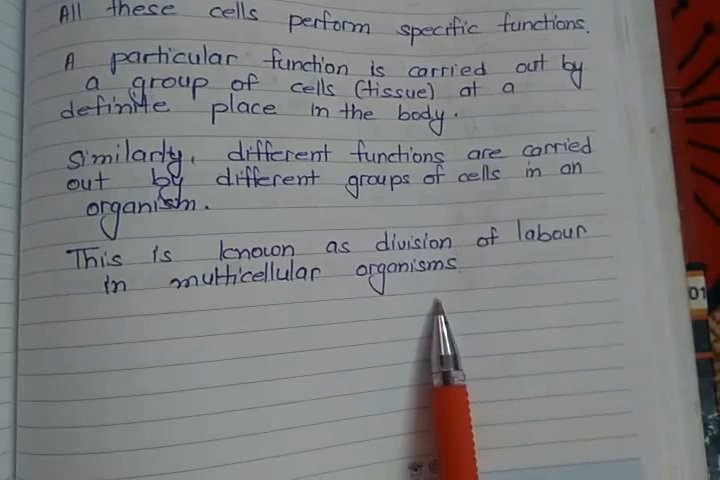 All these cells perform specific functions.
A particular function is carried out by
a group of cells (tissue) at a
definite place in the body.
Similarly, different functions are carried
out by different groups of cells in an
organism.
This is known as division of labour
in multicellular organisms.
01